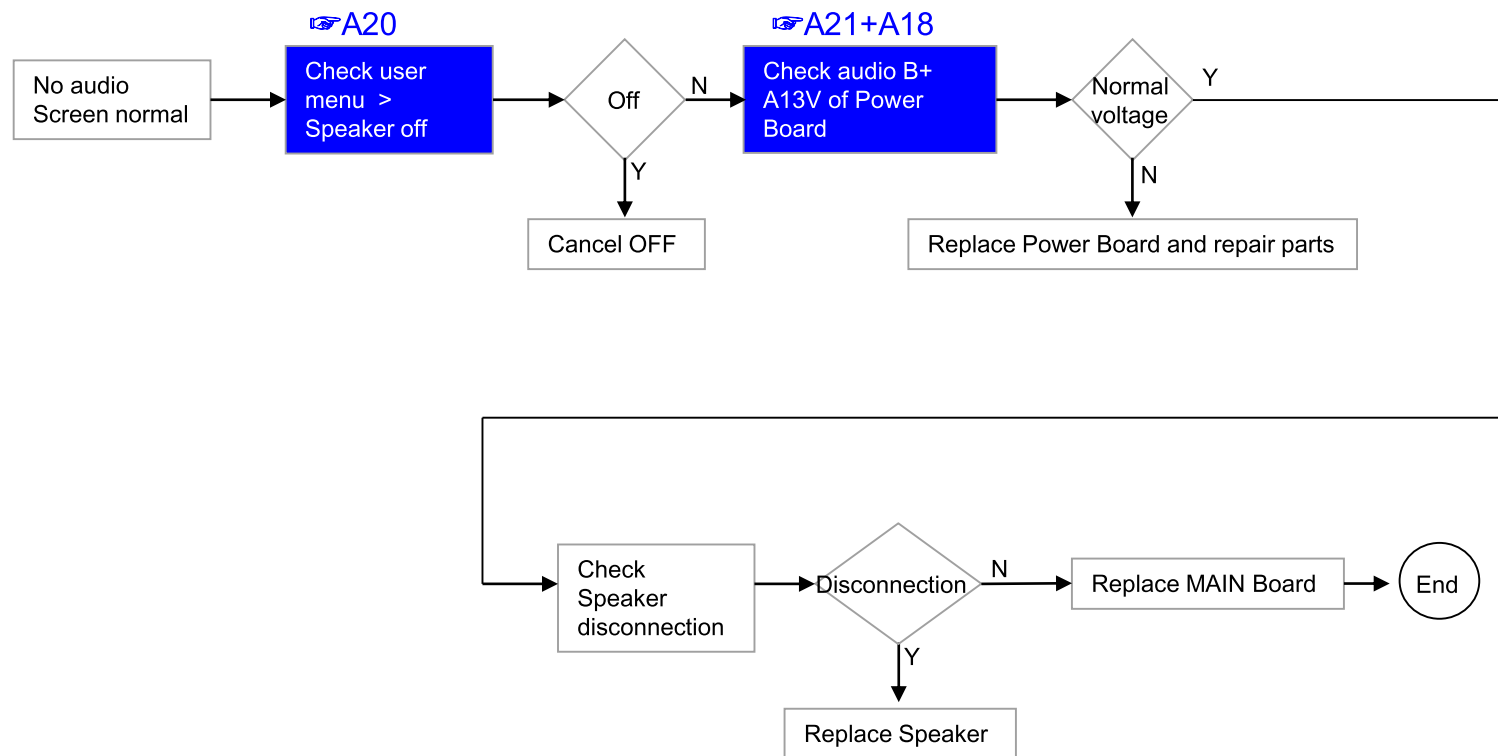 ☞A20
☞A21+A18
No audio
Screen normal
Check user
menu >
Speaker off
Off
N
Y
Cancel OFF
Check audio B+
A13V of Power
Board
Normal
voltage
Y
N
Replace Power Board and repair parts
Check
Speaker
disconnection
Disconnection
N
Y
Replace MAIN Board
End
Replace Speaker